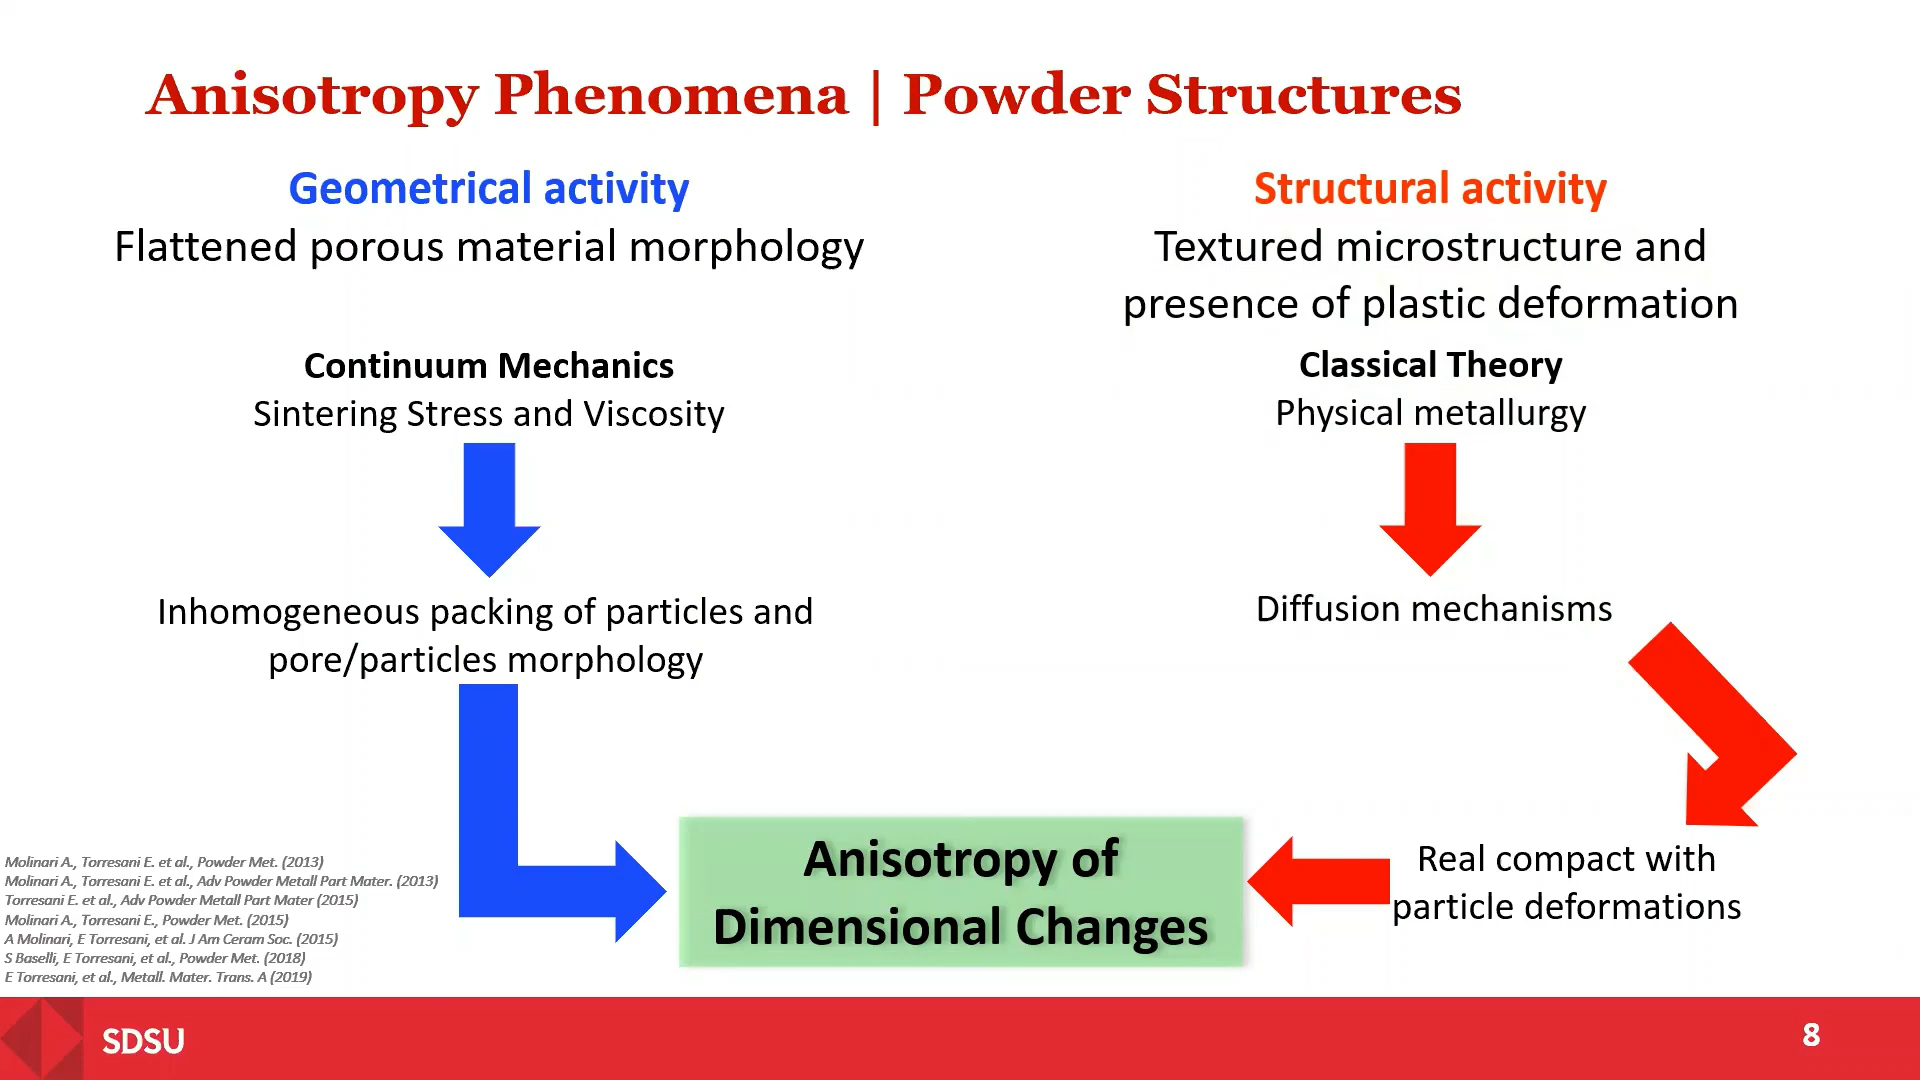 Anisotropy Phenomena | Powder Structures
Geometrical activity
Flattened porous material morphology
Continuum Mechanics
Sintering Stress and Viscosity
Inhomogeneous packing of particles and
pore/particles morphology
Structural activity
Textured microstructure and
presence of plastic deformation
Classical Theory
Physical metallurgy
Diffusion mechanisms
Real compact with
particle deformations
Anisotropy of
Dimensional Changes
Molinari A., Torresani E. et al., Powder Met. (2013)
Molinari A., Torresani E. et al., Adv Powder Metall Part Mater. (2013)
Torresani E. et al., Adv Powder Metall Part Mater (2015)
Molinari A., Torresani E., Powder Met. (2015)
A Molinari, E Torresani, et al. J Am Ceram Soc. (2015)
S Baselli, E Torresani, et al., Powder Met. (2018)
E Torresani, et al., Metall. Mater. Trans. A (2019)
SDSU
8